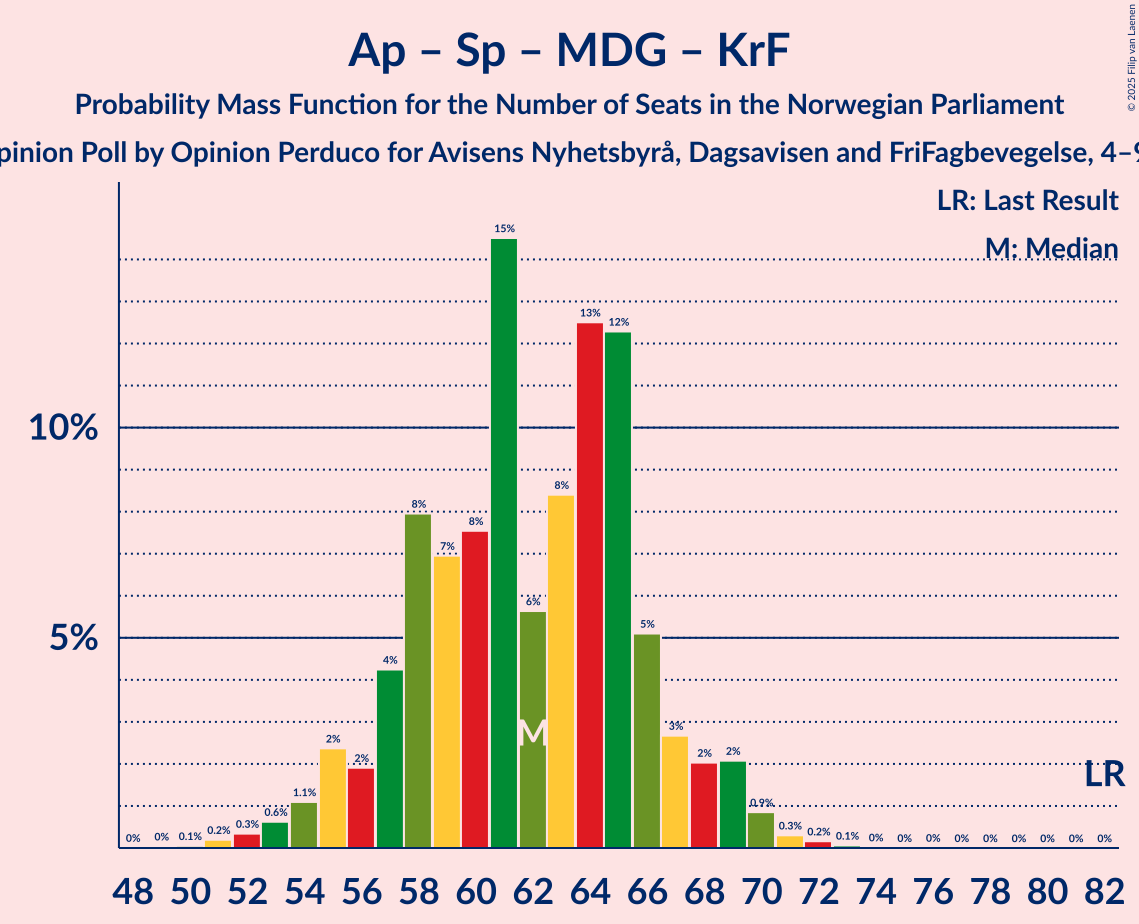 Ap – Sp – MDG – KrF
Probability Mass Function for the Number of Seats in the Norwegian Parliament
pinion Poll by Opinion Perduco for Avisens Nyhetsbyrå, Dagsavisen and FriFagbevegelse, 4–9
© 2025 Filip van Laenen
LR: Last Result
M: Median
15%
13%
12%
10%
8%
8%
7%
8%
6%
5%
5%
4%
M
3%
2%
2%
2%
2%
LR
1.1%
0.9%
0.6%
0% 0% 0.1% 0.2% 0.3% 0.3% 0.2% 0.1% 0% 0% 0% 0% 0% 0% 0% 0% 0%
48 50 52 54 56 58 60 62 64 66 68 70 72 74 76 78 80 82